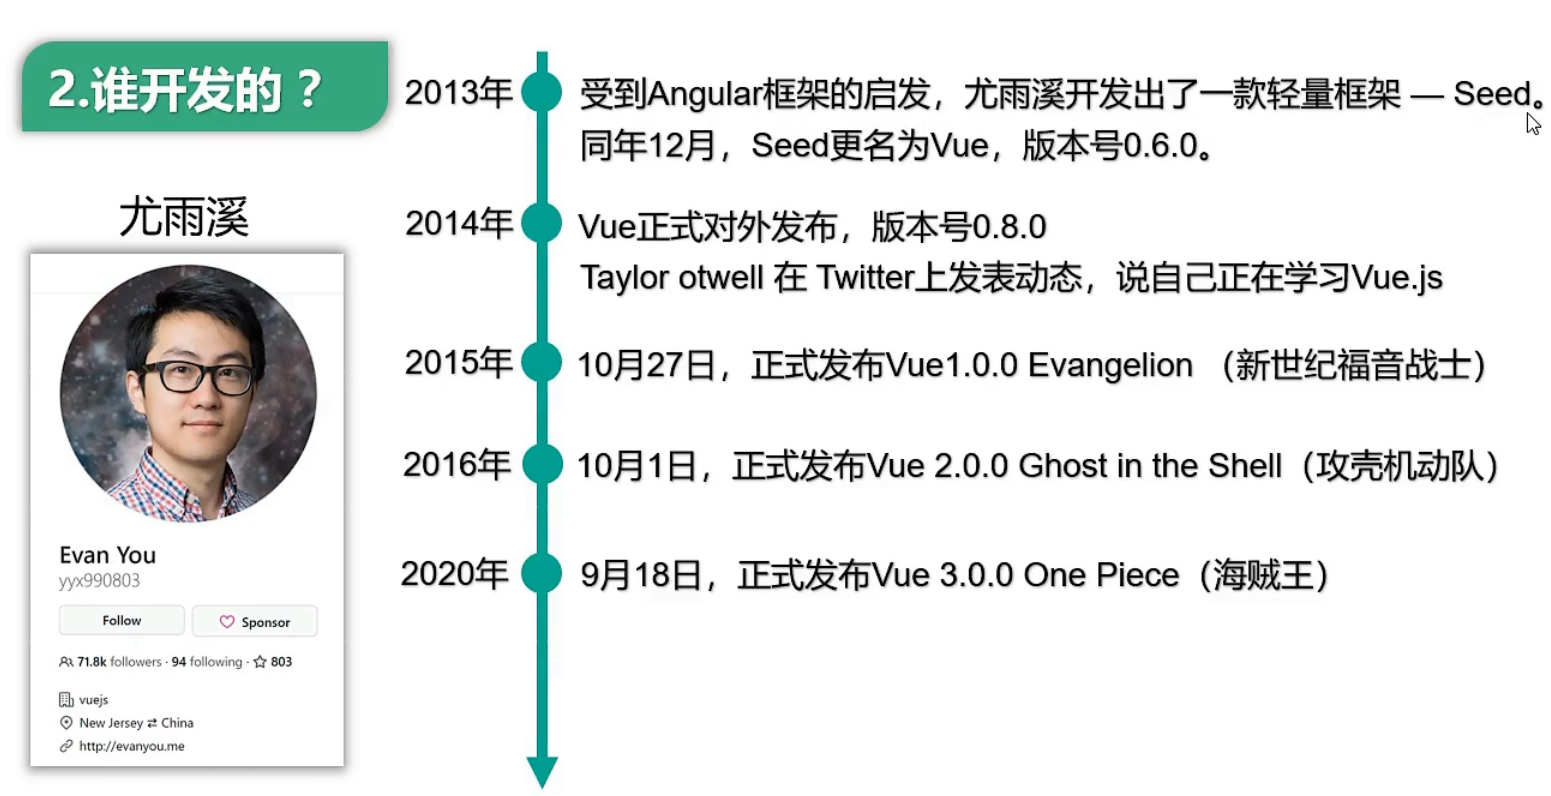 2.谁开发的？
尤雨溪
Evan You
yyx990803
Follow
Sponsor
71.8k followers · 94 following · 803
vuejs
New Jersey ⇄ China
http://evanyou.me
2013年
受到Angular框架的启发，尤雨溪开发出了一款轻量框架 — Seed。
同年12月，Seed更名为Vue，版本号0.6.0。
2014年
Vue正式对外发布，版本号0.8.0
Taylor otwell 在 Twitter上发表动态，说自己正在学习Vue.js
2015年
10月27日，正式发布Vue1.0.0 Evangelion （新世纪福音战士）
2016年
10月1日，正式发布Vue 2.0.0 Ghost in the Shell（攻壳机动队）
2020年
9月18日，正式发布Vue 3.0.0 One Piece（海贼王）